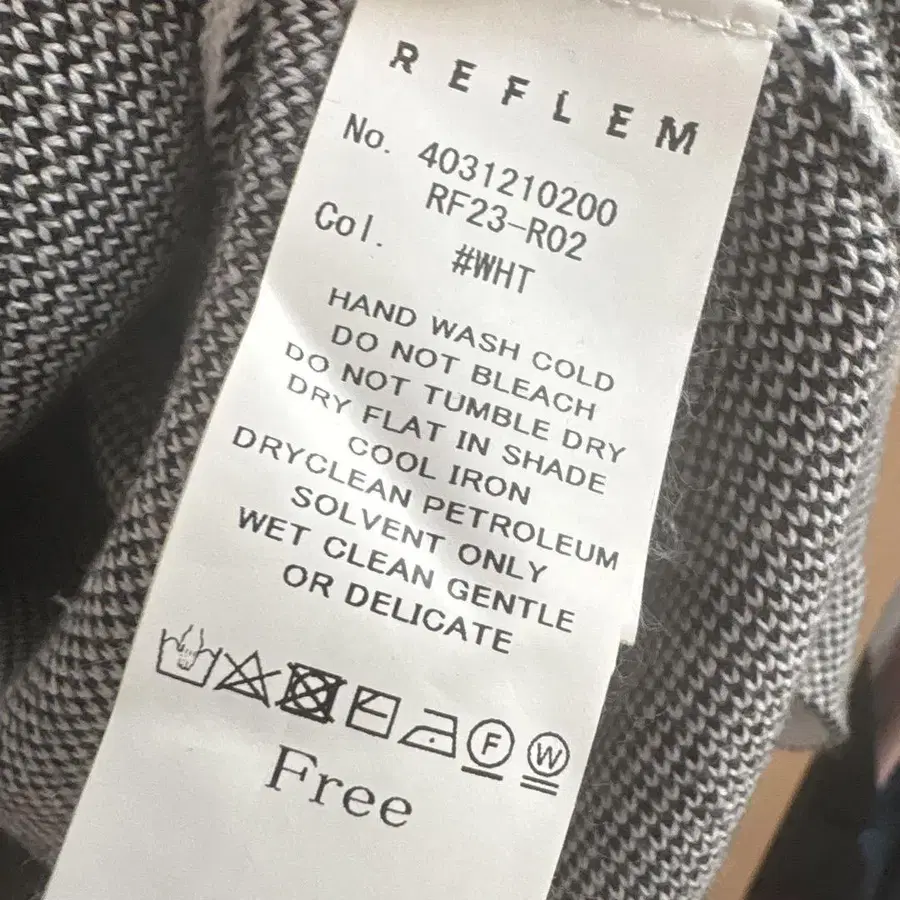 REFLEM
No. 4031210200
RF23-R02
Col. #WHT
HAND WASH COLD
DO NOT BLEACH
DO NOT TUMBLE DRY
DRY FLAT IN SHADE
COOL IRON
DRYCLEAN PETROLEUM
SOLVENT ONLY
WET CLEAN GENTLE
OR DELICATE
F W
Free